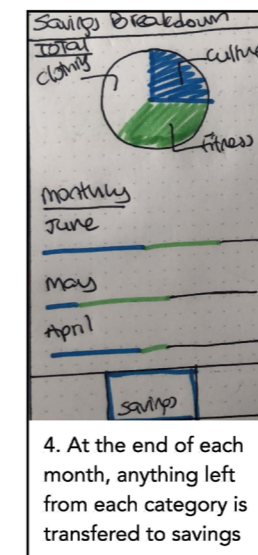 Savings Breakdown
TOTAL
Culture
Fitness
Monthly
June
May
April
savings
4. At the end of each
month, anything left
from each category is
transfered to savings